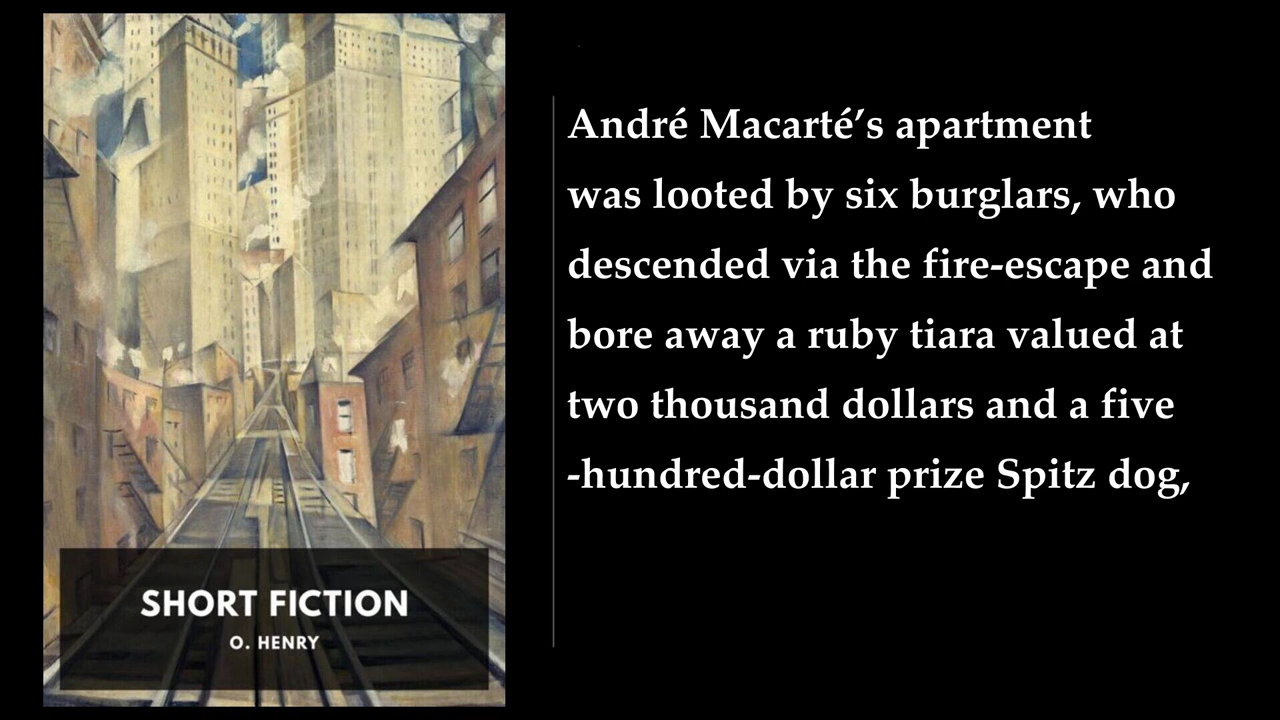 SHORT FICTION
O. HENRY
André Macarté’s apartment
was looted by six burglars, who
descended via the fire-escape and
bore away a ruby tiara valued at
two thousand dollars and a five
-hundred-dollar prize Spitz dog,